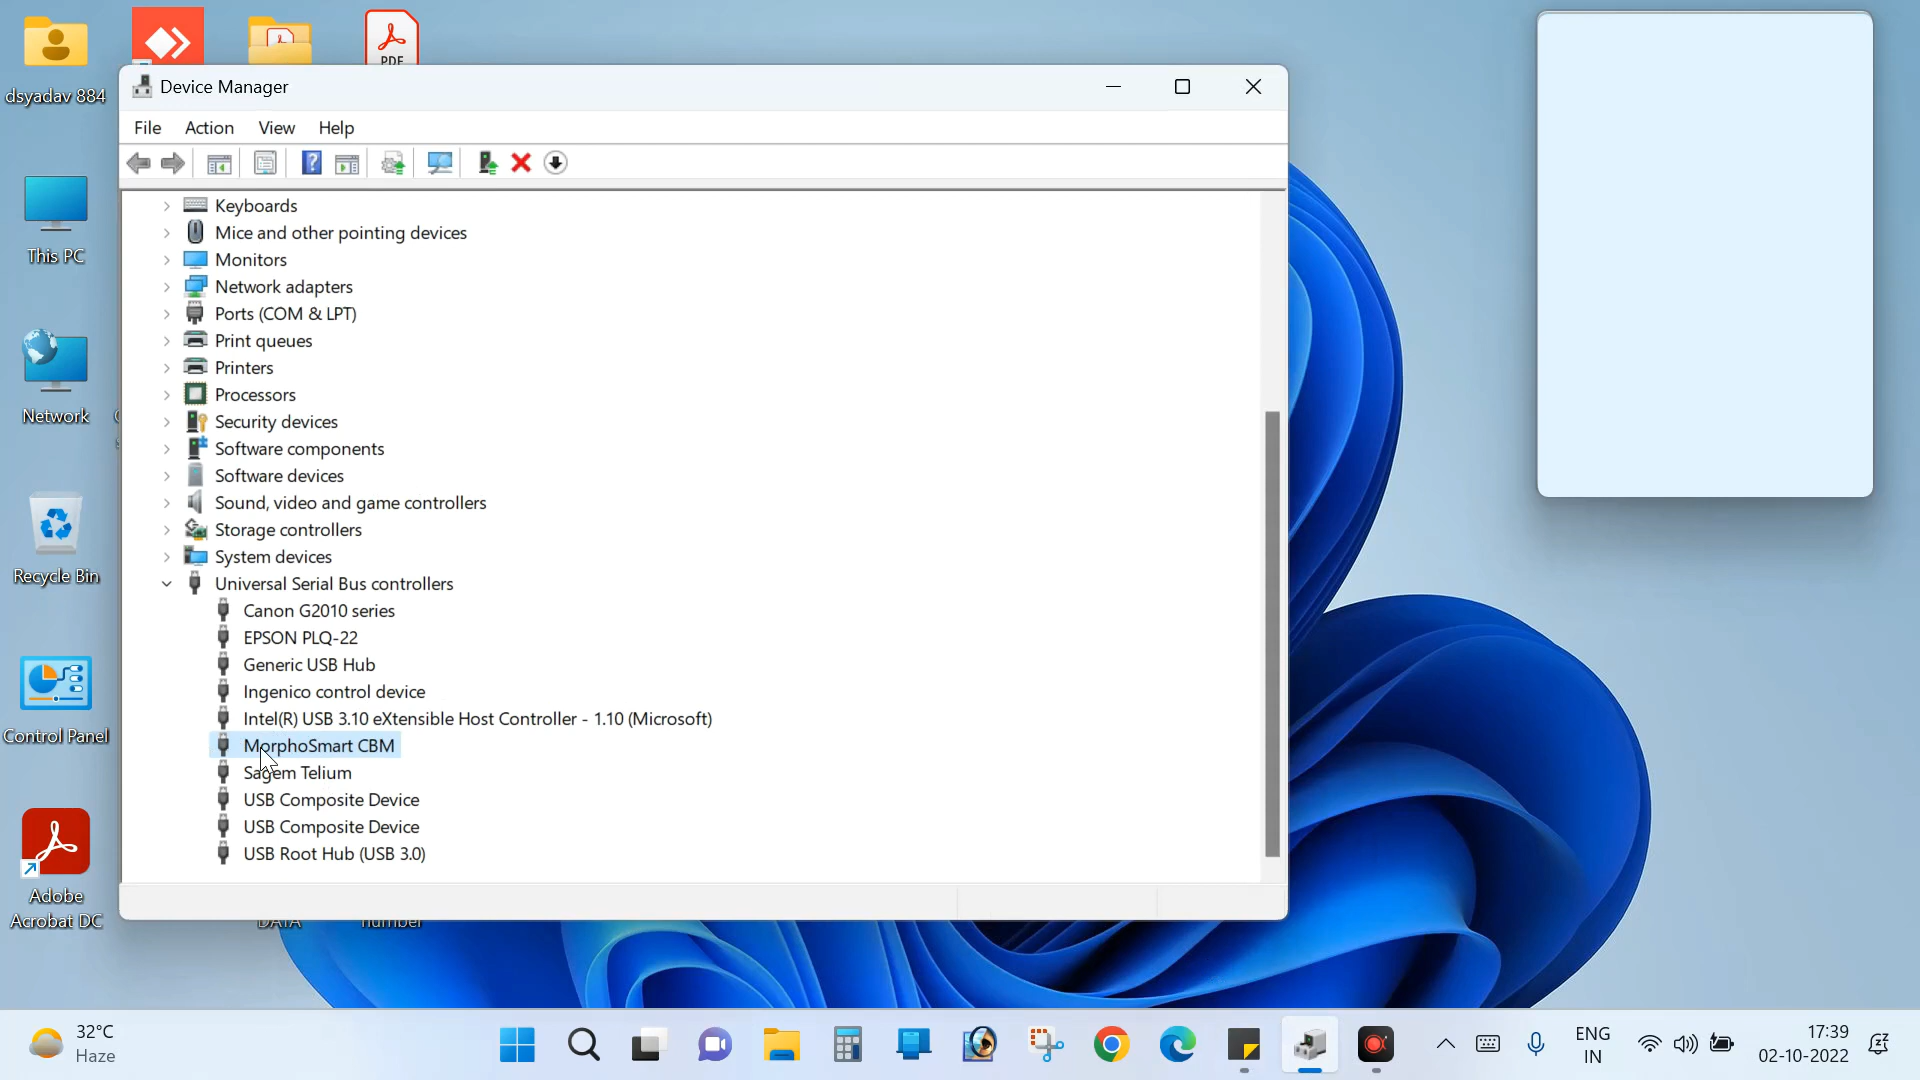 PDF
dsyadav 884
This PC
Network
Recycle Bin
Control Panel
Adobe
Acrobat DC
Device Manager
File Action View Help
Keyboards
Mice and other pointing devices
Monitors
Network adapters
Ports (COM & LPT)
Print queues
Printers
Processors
Security devices
Software components
Software devices
Sound, video and game controllers
Storage controllers
System devices
Universal Serial Bus controllers
Canon G2010 series
EPSON PLQ-22
Generic USB Hub
Ingenico control device
Intel(R) USB 3.10 eXtensible Host Controller - 1.10 (Microsoft)
MorphoSmart CBM
Sagem Telium
USB Composite Device
USB Composite Device
USB Root Hub (USB 3.0)
DATA
number
32°C
Haze
ENG
IN
17:39
02-10-2022